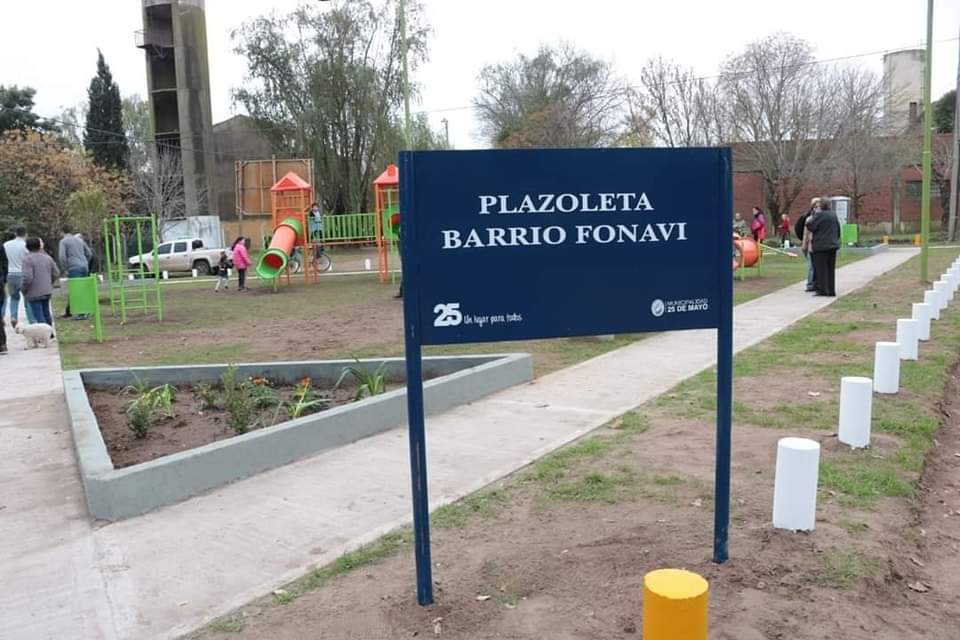 PLAZOLETA
BARRIO FONAVI
25 Un lugar para todos
MUNICIPALIDAD
25 DE MAYO